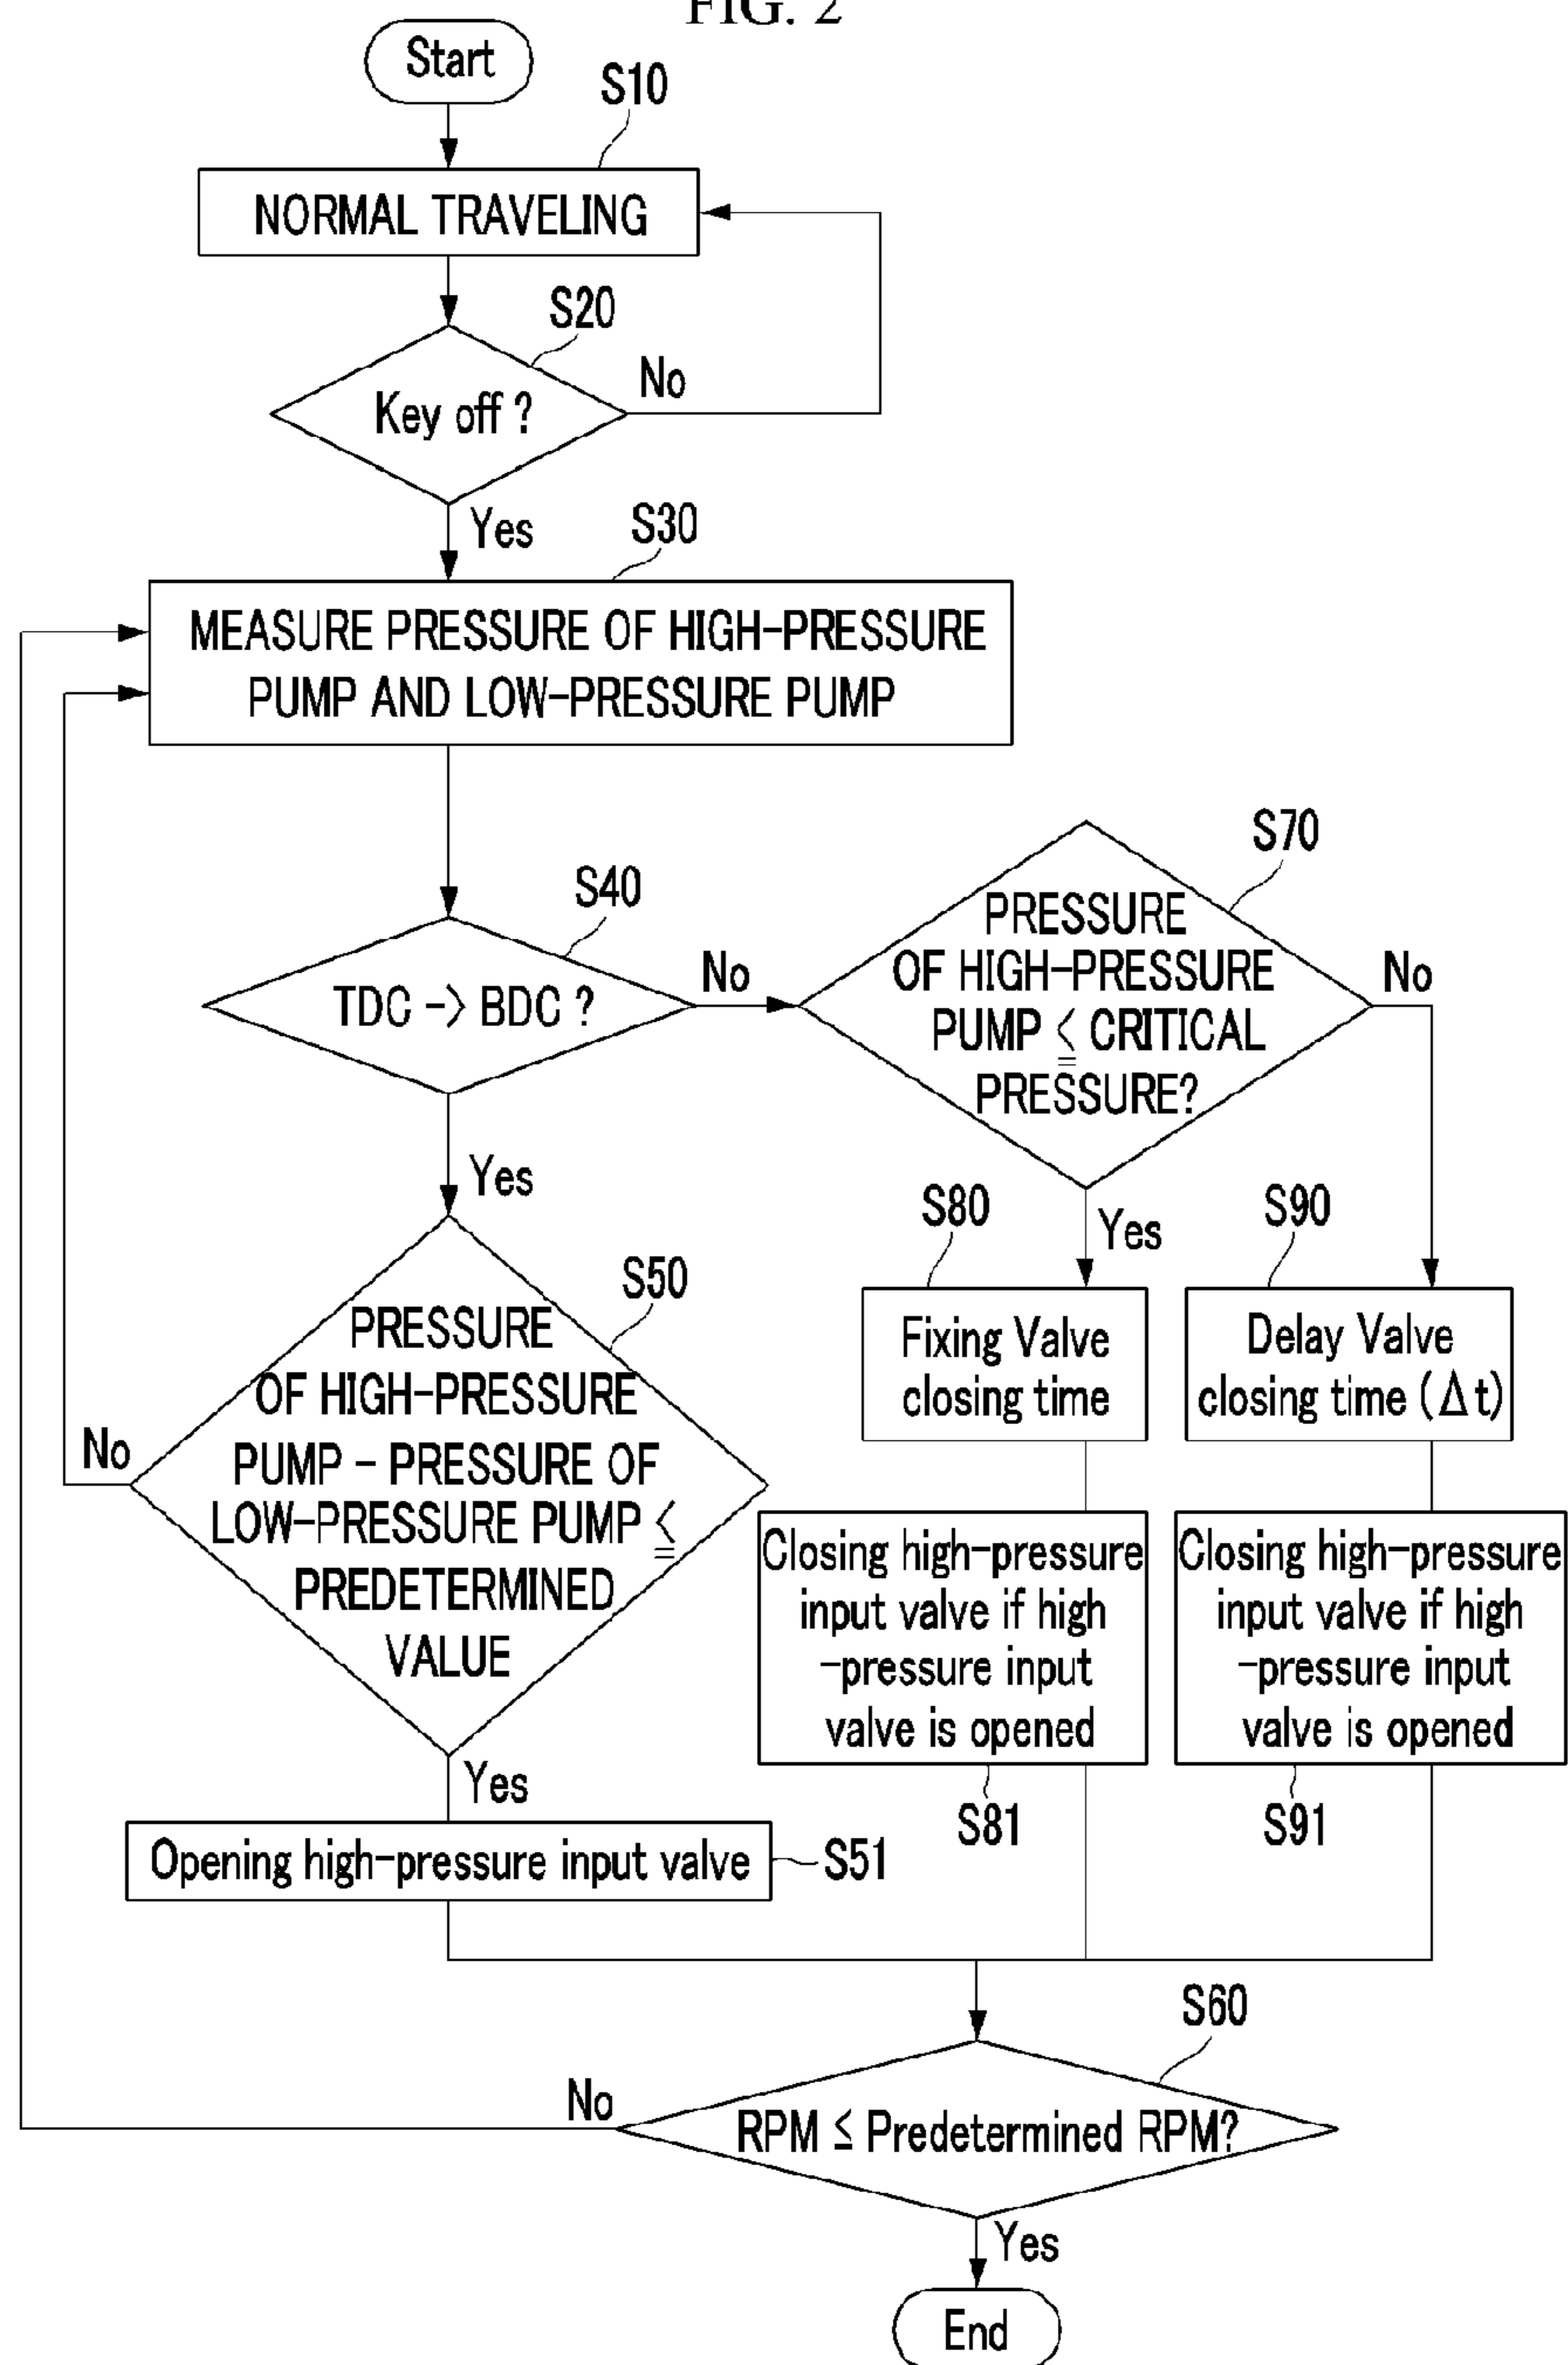 FIG. 2
Start
S10
NORMAL TRAVELING
S20
Key off ?
No
Yes
S30
MEASURE PRESSURE OF HIGH-PRESSURE
PUMP AND LOW-PRESSURE PUMP
S40
TDC -> BDC ?
No
Yes
S70
PRESSURE
OF HIGH-PRESSURE
PUMP ≦ CRITICAL
PRESSURE?
No
Yes
S50
PRESSURE
OF HIGH-PRESSURE
PUMP - PRESSURE OF
LOW-PRESSURE PUMP ≦
PREDETERMINED
VALUE
No
Yes
S80
Fixing Valve
closing time
S90
Delay Valve
closing time (Δt)
Closing high-pressure
input valve if high
-pressure input
valve is opened
S81
Closing high-pressure
input valve if high
-pressure input
valve is opened
S91
Opening high-pressure input valve
S51
S60
RPM ≤ Predetermined RPM?
No
Yes
End